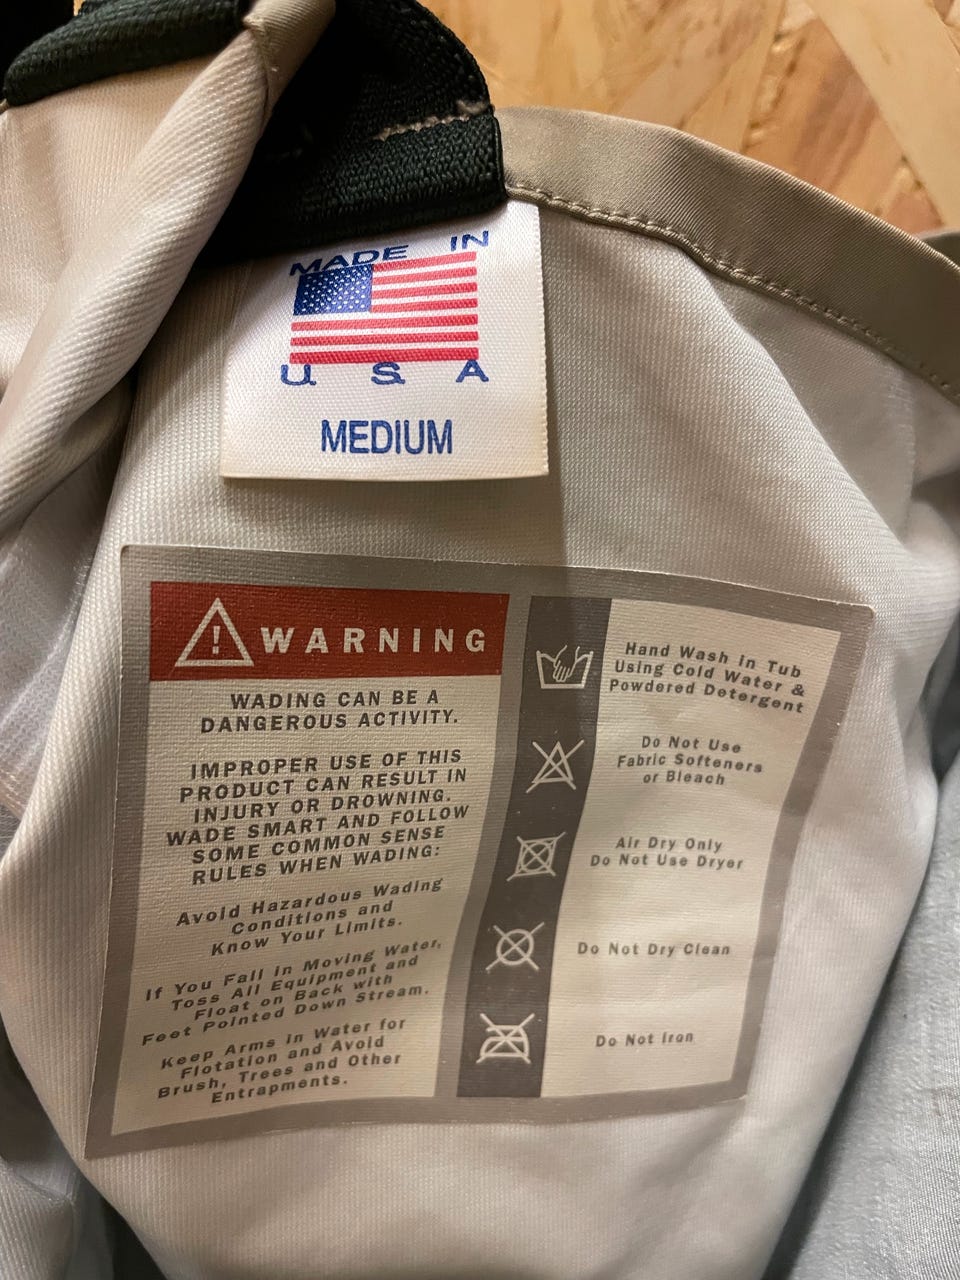 MADE IN
U S A
MEDIUM
! WARNING
WADING CAN BE A
DANGEROUS ACTIVITY.
IMPROPER USE OF THIS
PRODUCT CAN RESULT IN
INJURY OR DROWNING.
WADE SMART AND FOLLOW
SOME COMMON SENSE
RULES WHEN WADING:
Avoid Hazardous Wading
Conditions and
Know Your Limits.
If You Fall in Moving Water,
Toss All Equipment and
Float on Back with
Feet Pointed Down Stream.
Keep Arms in Water for
Flotation and Avoid
Brush, Trees and Other
Entrapments.
Hand Wash in Tub
Using Cold Water &
Powdered Detergent
Do Not Use
Fabric Softeners
or Bleach
Air Dry Only
Do Not Use Dryer
Do Not Dry Clean
Do Not Iron